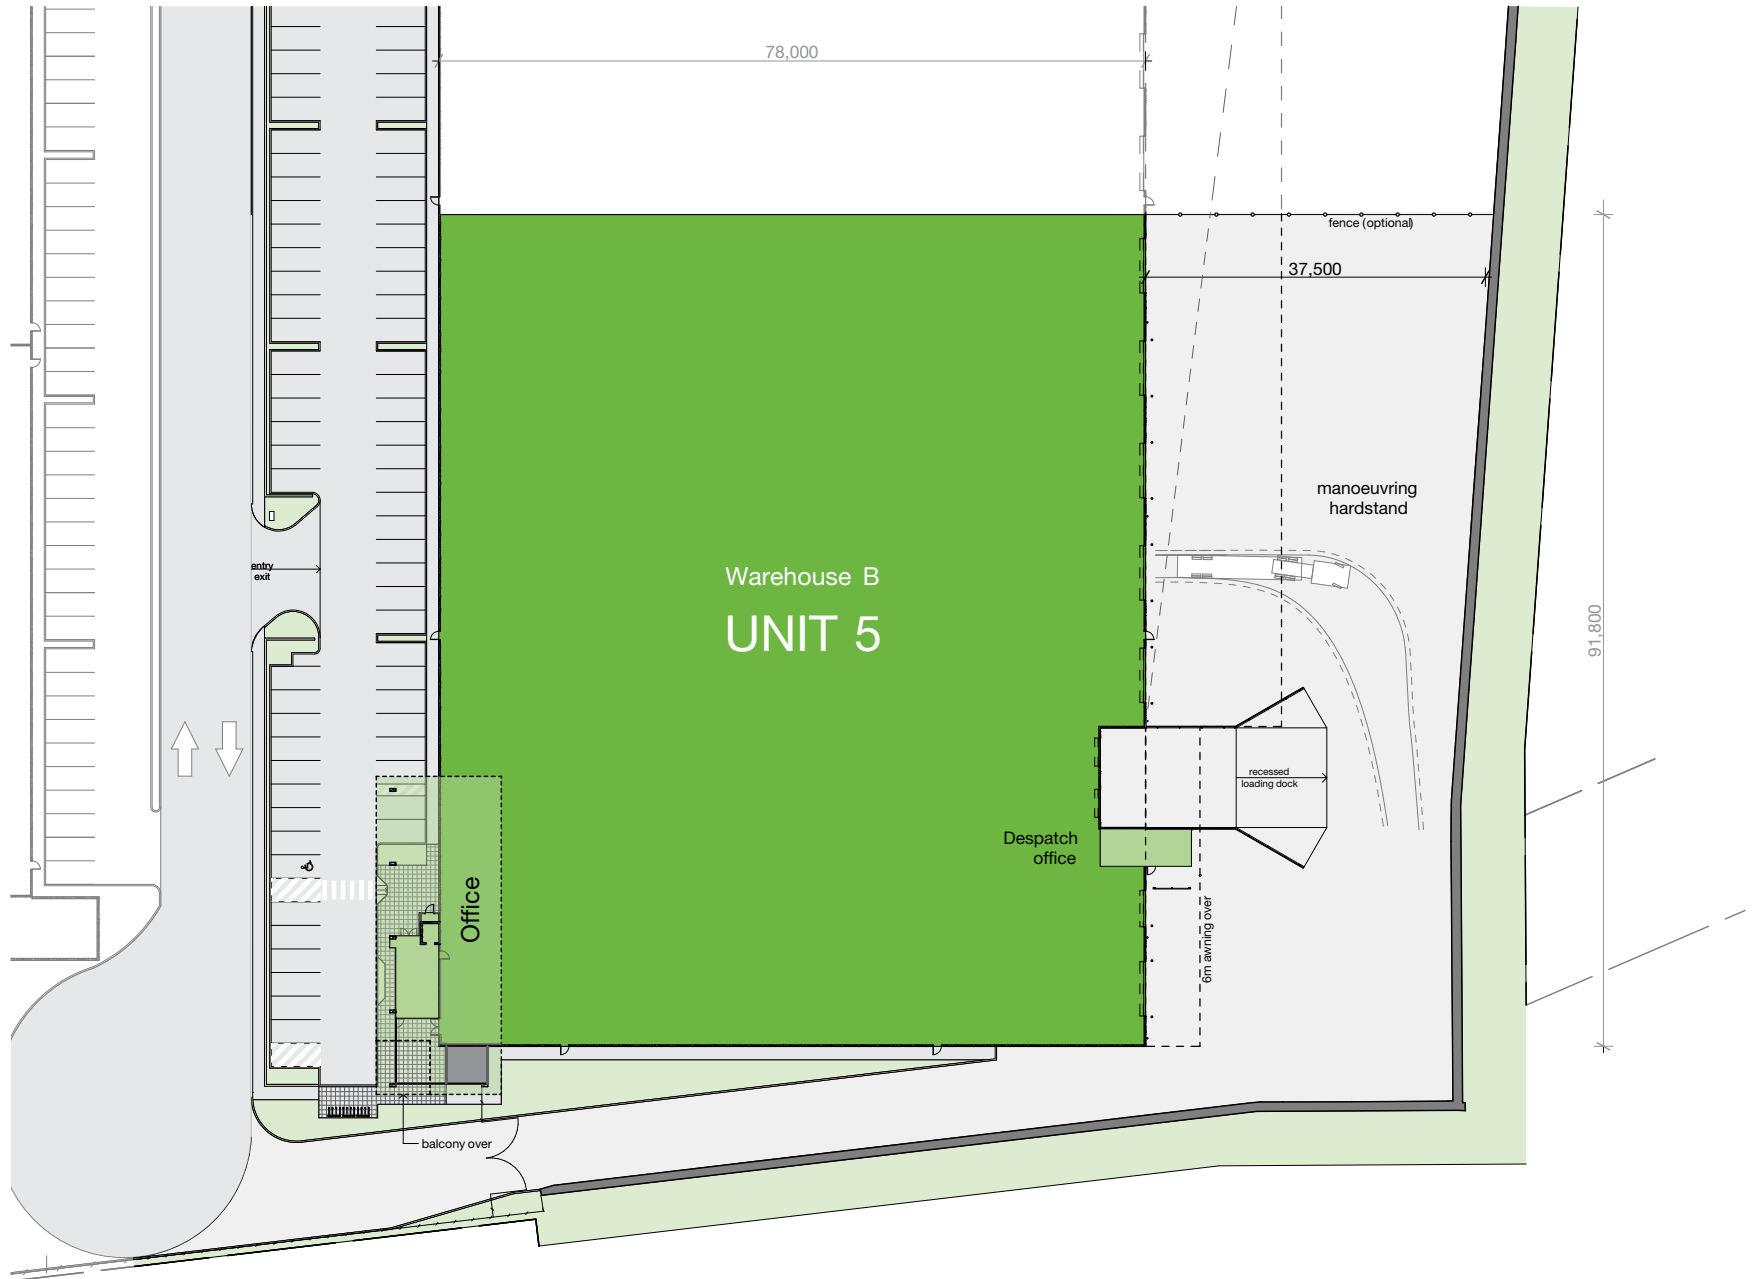 78,000
fence (optional)
37,500
manoeuvring
hardstand
entry
exit
Warehouse B
UNIT 5
91,800
recessed
loading dock
Despatch
office
Office
6m awning over
balcony over